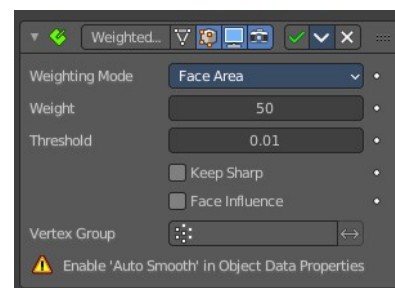 Weighted...
Weighting Mode Face Area
Weight 50
Threshold 0.01
Keep Sharp
Face Influence
Vertex Group
Enable 'Auto Smooth' in Object Data Properties